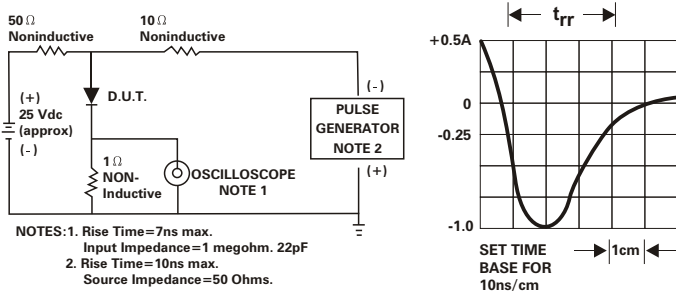 50 Ω
Noninductive
10 Ω
Noninductive
(+)
25 Vdc
(approx)
(-)
D.U.T.
1 Ω
NON-
Inductive
OSCILLOSCOPE
NOTE 1
(-)
PULSE
GENERATOR
NOTE 2
(+)
NOTES:1. Rise Time=7ns max.
Input Impedance=1 megohm. 22pF
2. Rise Time=10ns max.
Source Impedance=50 Ohms.
trr
+0.5A
0
-0.25
-1.0
SET TIME
BASE FOR
10ns/cm
1cm